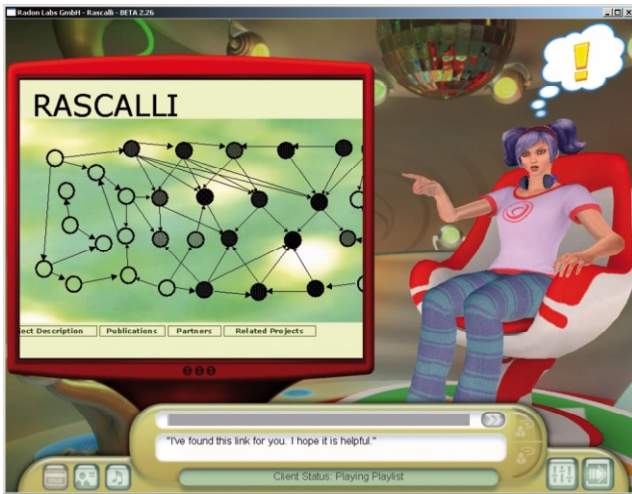 Radon Labs GmbH - Rascalli - BETA 2.26
RASCALLI
ject Description Publications Partners Related Projects
"I've found this link for you. I hope it is helpful."
Client Status: Playing Playlist